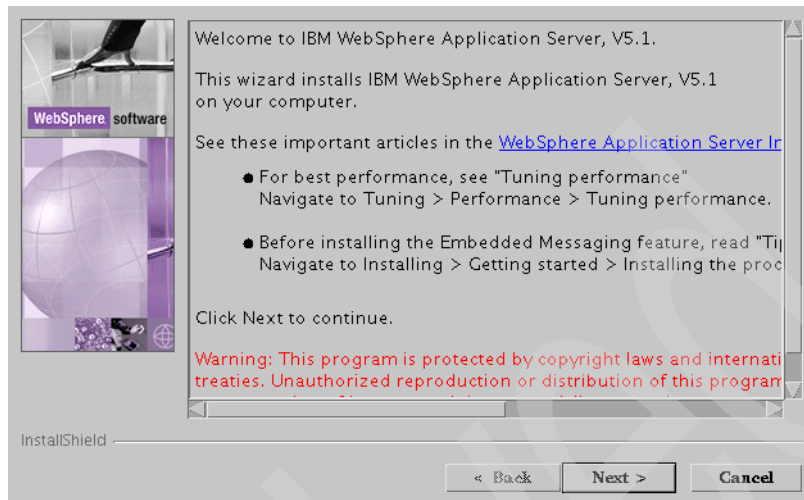 WebSphere. software
Welcome to IBM WebSphere Application Server, V5.1.
This wizard installs IBM WebSphere Application Server, V5.1
on your computer.
See these important articles in the WebSphere Application Server In
● For best performance, see "Tuning performance"
Navigate to Tuning > Performance > Tuning performance.
● Before installing the Embedded Messaging feature, read "Tip
Navigate to Installing > Getting started > Installing the proc
Click Next to continue.
Warning: This program is protected by copyright laws and internati
treaties. Unauthorized reproduction or distribution of this program
InstallShield
< Back Next > Cancel